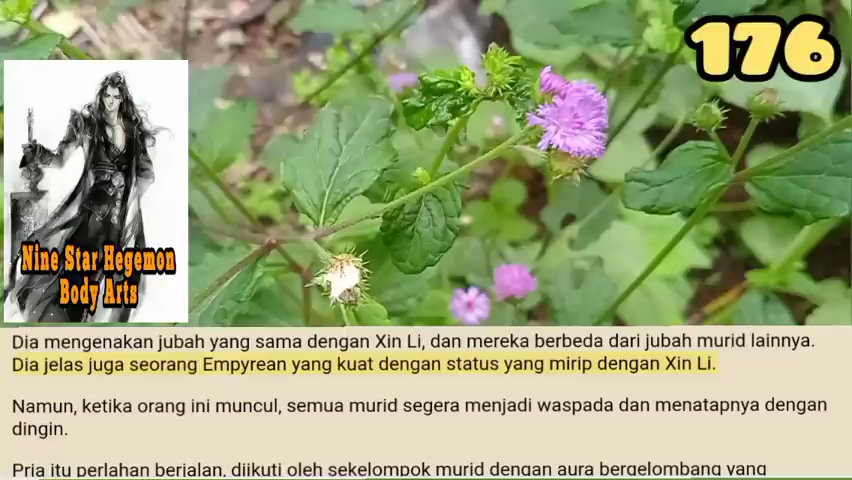 176
Nine Star Hegemon
Body Arts
Dia mengenakan jubah yang sama dengan Xin Li, dan mereka berbeda dari jubah murid lainnya.
Dia jelas juga seorang Empyrean yang kuat dengan status yang mirip dengan Xin Li.
Namun, ketika orang ini muncul, semua murid segera menjadi waspada dan menatapnya dengan
dingin.
Pria itu perlahan berjalan, diikuti oleh sekelompok murid dengan aura bergelombang yang